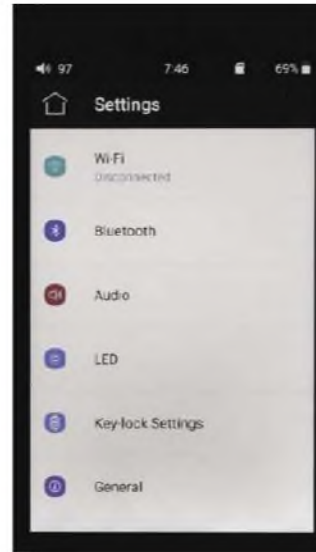 97 7:46 69%
Settings
Wi-Fi
Disconnected
Bluetooth
Audio
LED
Key-lock Settings
General